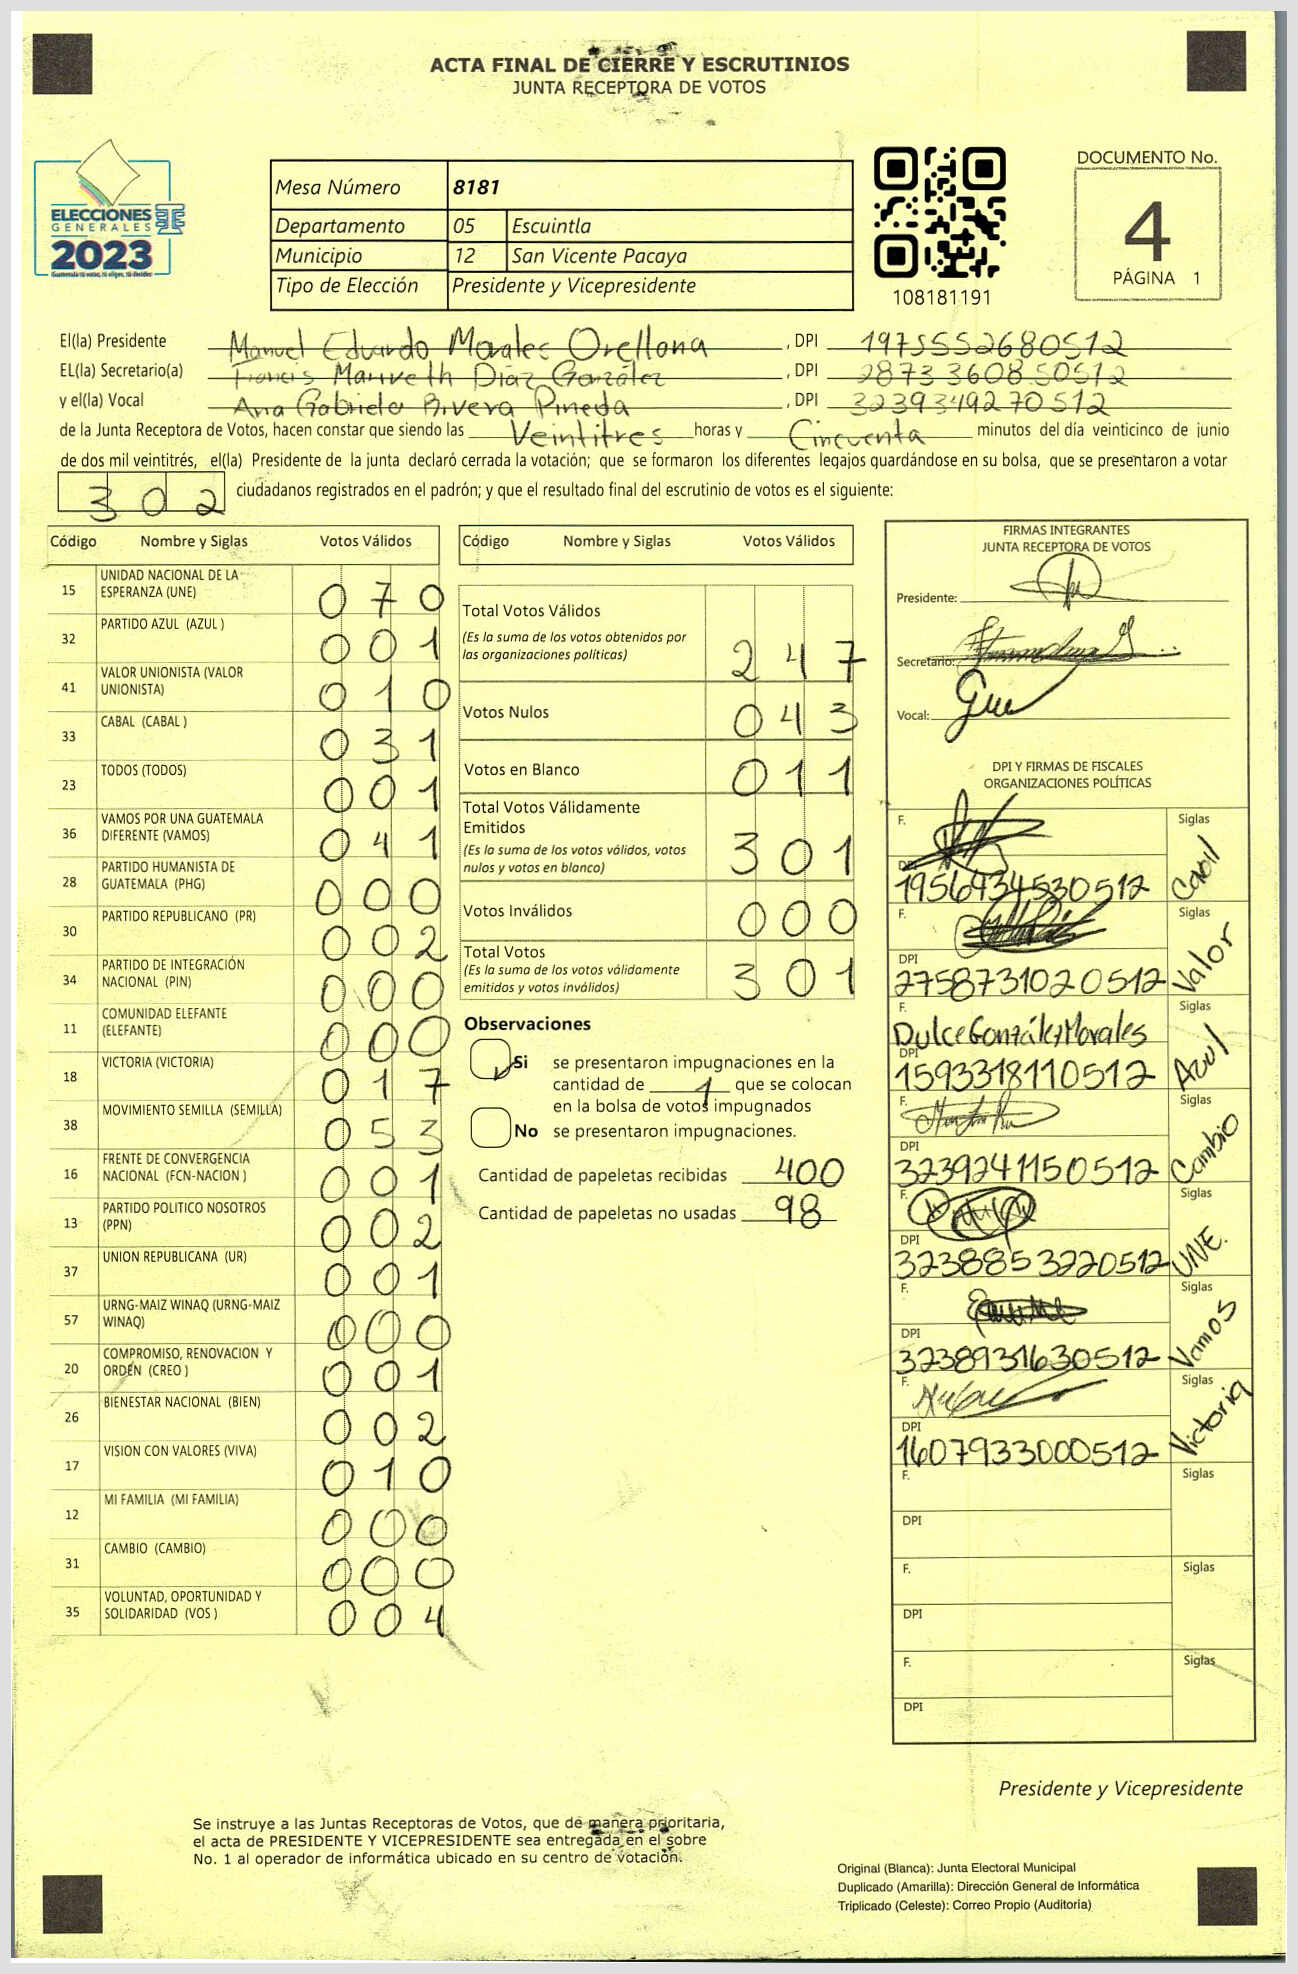 ACTA FINAL DE CIERRE Y ESCRUTINIOS
JUNTA RECEPTORA DE VOTOS
ELECCIONES
GENERALES
2023
Guatemala tú votas, tú eliges, tú decides
Mesa Número 8181
Departamento 05 Escuintla
Municipio 12 San Vicente Pacaya
Tipo de Elección Presidente y Vicepresidente
108181191
DOCUMENTO No.
4
PÁGINA 1
El(la) Presidente Manuel Eduardo Morales Orellana, DPI 1975552680512
EL(la) Secretario(a) Francis Mariveth Díaz González, DPI 2873360850512
y el(la) Vocal Ana Gabriela Rivera Pineda, DPI 3239349270512
de la Junta Receptora de Votos, hacen constar que siendo las Veintitres horas y Cincuenta minutos del día veinticinco de junio
de dos mil veintitrés, el(la) Presidente de la junta declaró cerrada la votación; que se formaron los diferentes legajos guardándose en su bolsa, que se presentaron a votar
302 ciudadanos registrados en el padrón; y que el resultado final del escrutinio de votos es el siguiente:
Código Nombre y Siglas Votos Válidos
15 UNIDAD NACIONAL DE LA ESPERANZA (UNE) 070
32 PARTIDO AZUL (AZUL ) 001
41 VALOR UNIONISTA (VALOR UNIONISTA) 010
33 CABAL (CABAL ) 031
23 TODOS (TODOS) 001
36 VAMOS POR UNA GUATEMALA DIFERENTE (VAMOS) 041
28 PARTIDO HUMANISTA DE GUATEMALA (PHG) 000
30 PARTIDO REPUBLICANO (PR) 002
34 PARTIDO DE INTEGRACIÓN NACIONAL (PIN) 000
11 COMUNIDAD ELEFANTE (ELEFANTE) 000
18 VICTORIA (VICTORIA) 017
38 MOVIMIENTO SEMILLA (SEMILLA) 053
16 FRENTE DE CONVERGENCIA NACIONAL (FCN-NACION ) 001
13 PARTIDO POLITICO NOSOTROS (PPN) 002
37 UNION REPUBLICANA (UR) 001
57 URNG-MAIZ WINAQ (URNG-MAIZ WINAQ) 000
20 COMPROMISO, RENOVACION Y ORDEN (CREO ) 001
26 BIENESTAR NACIONAL (BIEN) 002
17 VISION CON VALORES (VIVA) 010
12 MI FAMILIA (MI FAMILIA) 000
31 CAMBIO (CAMBIO) 000
35 VOLUNTAD, OPORTUNIDAD Y SOLIDARIDAD (VOS ) 004
Código Nombre y Siglas Votos Válidos
Total Votos Válidos 247
(Es la suma de los votos obtenidos por
las organizaciones políticas)
Votos Nulos 043
Votos en Blanco 011
Total Votos Válidamente
Emitidos 301
(Es la suma de los votos válidos, votos
nulos y votos en blanco)
Votos Inválidos 000
Total Votos 301
(Es la suma de los votos válidamente
emitidos y votos inválidos)
Observaciones
Si se presentaron impugnaciones en la
cantidad de 1 que se colocan
en la bolsa de votos impugnados
No se presentaron impugnaciones.
Cantidad de papeletas recibidas 400
Cantidad de papeletas no usadas 98
FIRMAS INTEGRANTES
JUNTA RECEPTORA DE VOTOS
Presidente:
Secretario:
Vocal:
DPI Y FIRMAS DE FISCALES
ORGANIZACIONES POLÍTICAS
F. Siglas
DPI 1956934530512 Cabal
F. Siglas
DPI 2758731020512 Valor
F. Dulce González Morales Siglas
DPI 1593318110512 Azul
F. Siglas
DPI 3239241150512 Cambio
F. Siglas
DPI 3238853220512 UNE.
F. Siglas
DPI 3238931630512 Vamos
F. Siglas
DPI 1607933000512 Victoria
F. Siglas
DPI
F. Siglas
DPI
F. Siglas
DPI
Presidente y Vicepresidente
Se instruye a las Juntas Receptoras de Votos, que de manera prioritaria,
el acta de PRESIDENTE Y VICEPRESIDENTE sea entregada en el sobre
No. 1 al operador de informática ubicado en su centro de votación.
Original (Blanca): Junta Electoral Municipal
Duplicado (Amarilla): Dirección General de Informática
Triplicado (Celeste): Correo Propio (Auditoría)